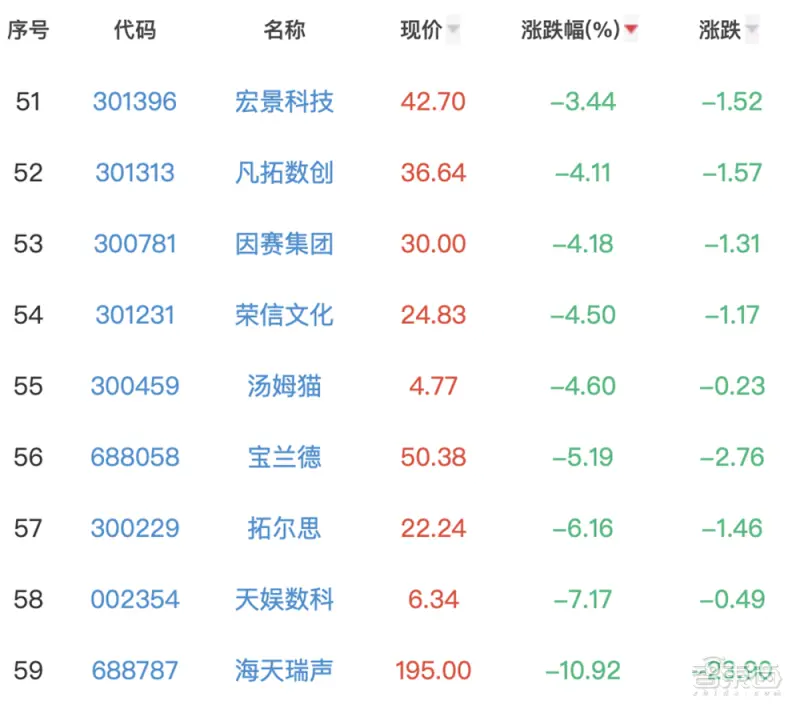 序号 代码 名称 现价 涨跌幅(%) 涨跌
51 301396 宏景科技 42.70 -3.44 -1.52
52 301313 凡拓数创 36.64 -4.11 -1.57
53 300781 因赛集团 30.00 -4.18 -1.31
54 301231 荣信文化 24.83 -4.50 -1.17
55 300459 汤姆猫 4.77 -4.60 -0.23
56 688058 宝兰德 50.38 -5.19 -2.76
57 300229 拓尔思 22.24 -6.16 -1.46
58 002354 天娱数科 6.34 -7.17 -0.49
59 688787 海天瑞声 195.00 -10.92 -23.90